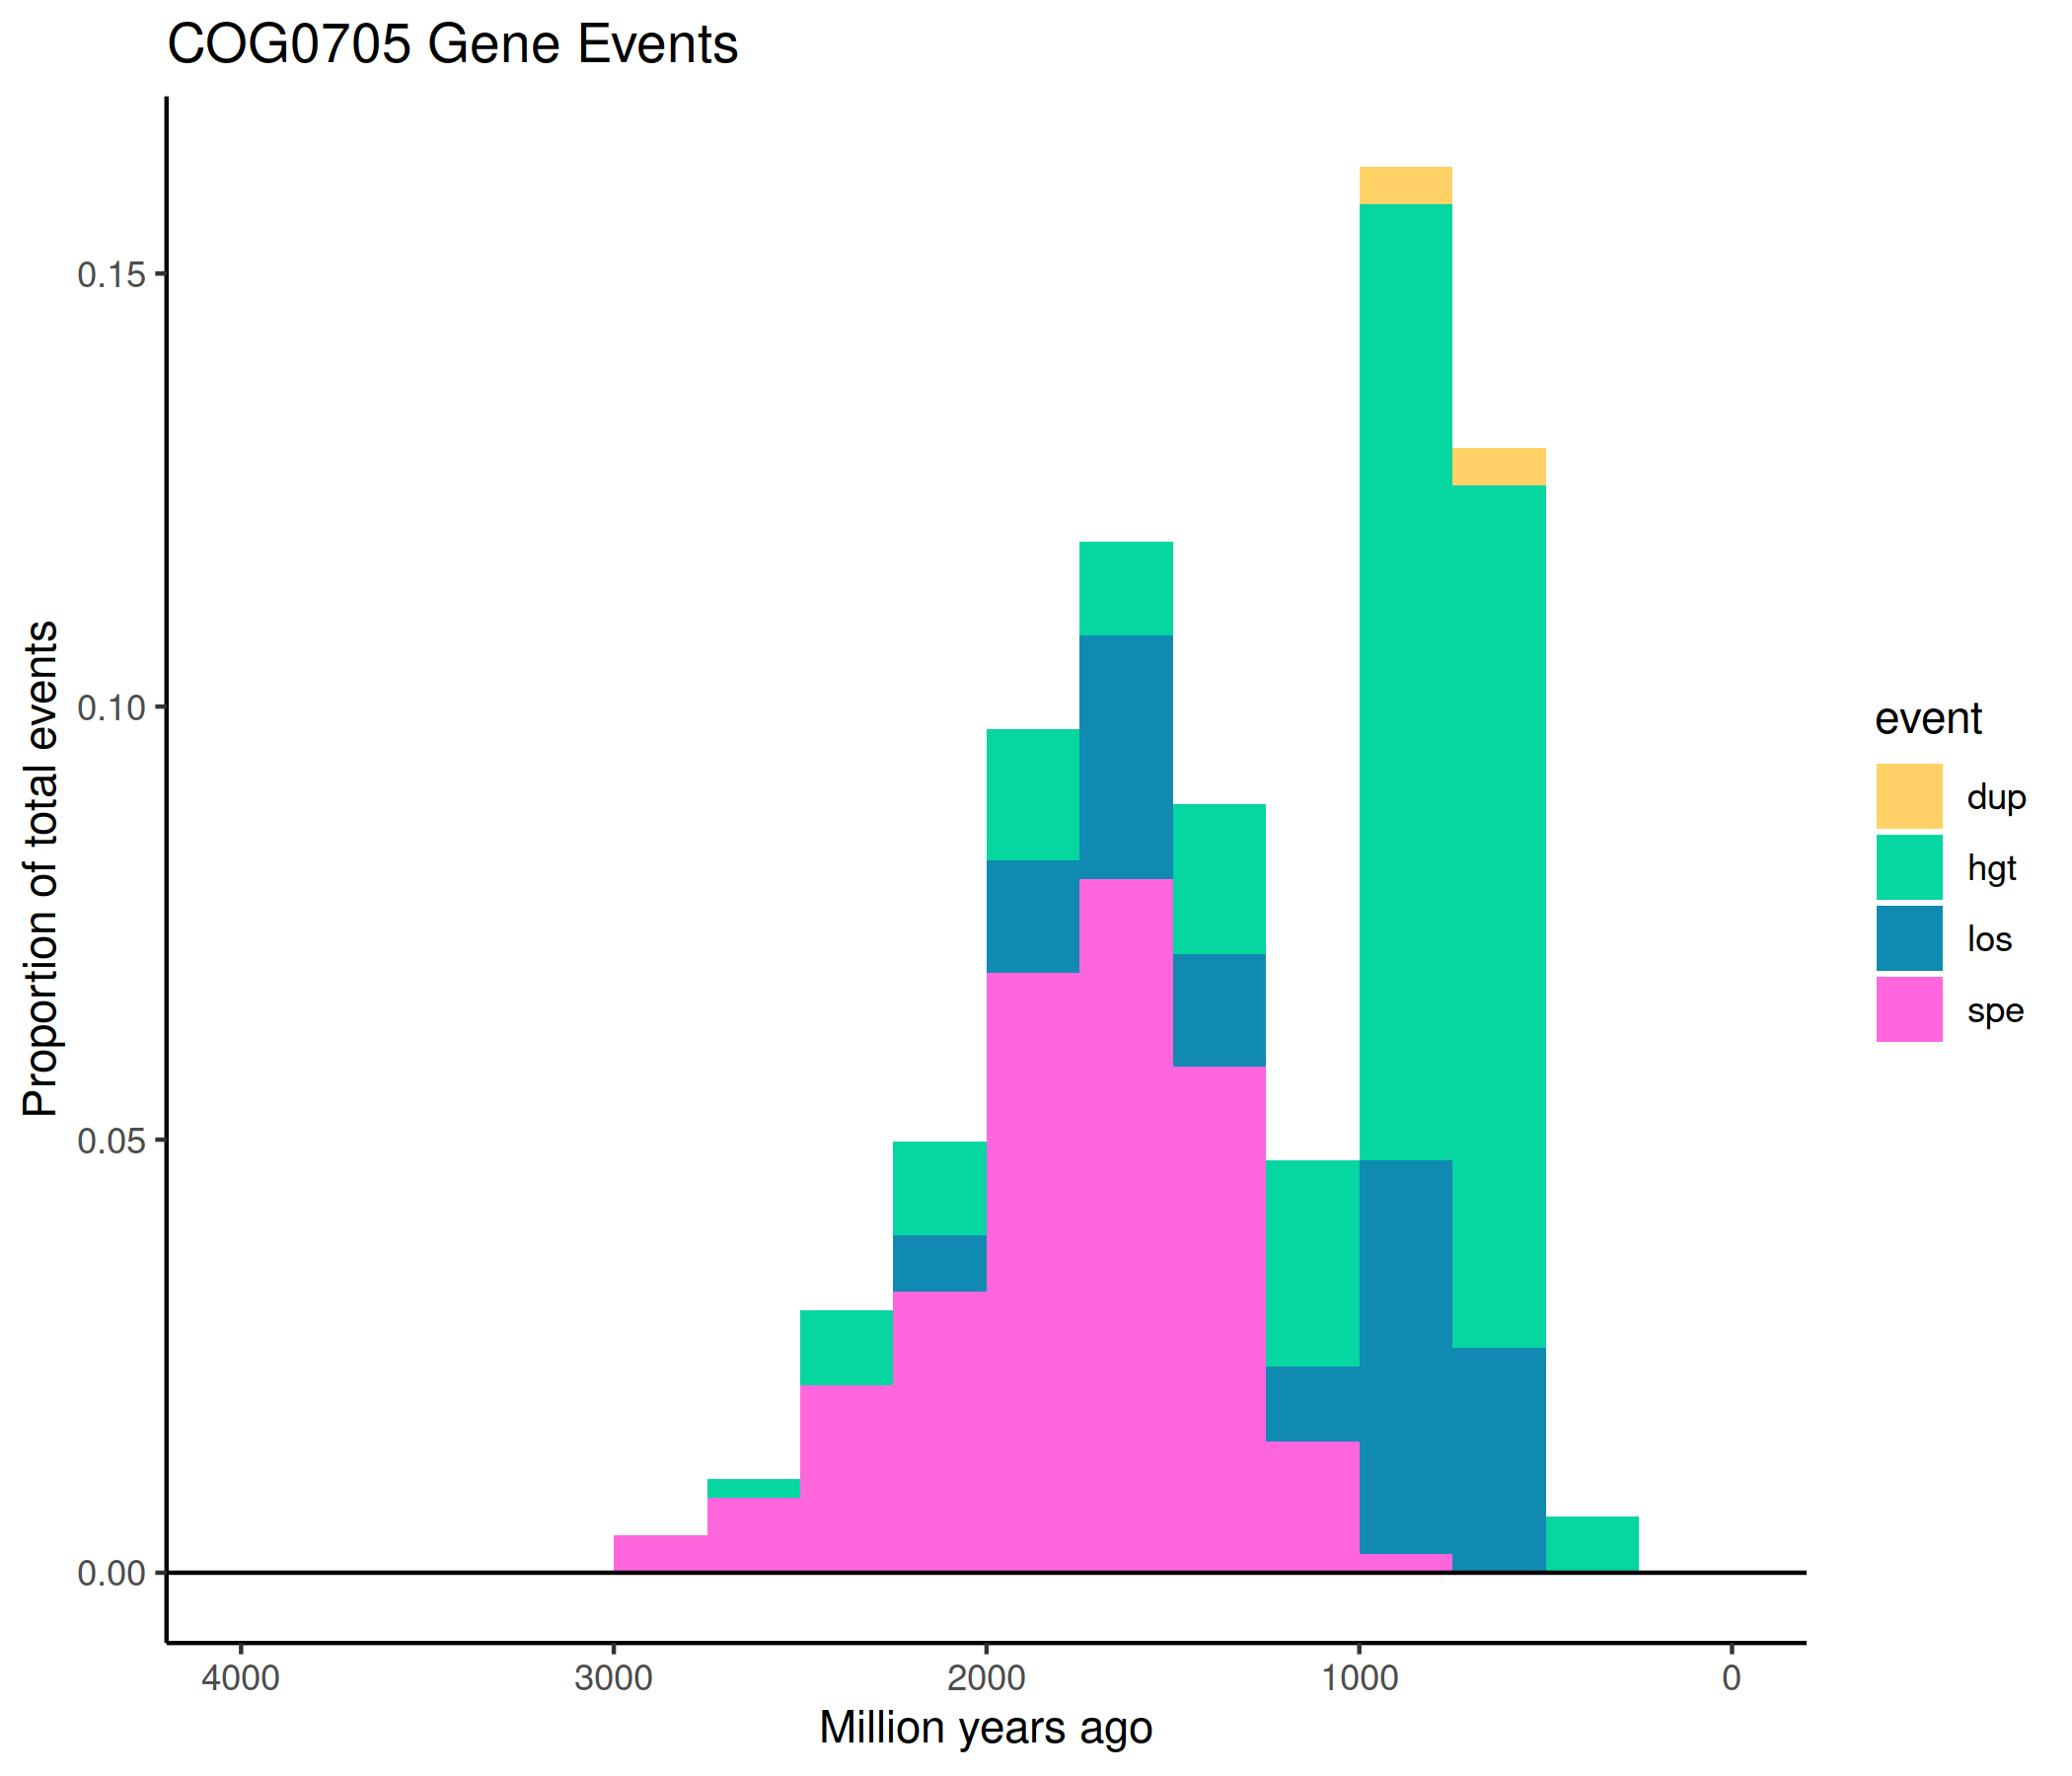 COG0705 Gene Events
Proportion of total events
0.15
0.10
0.05
0.00
4000 3000 2000 1000 0
Million years ago
event
dup
hgt
los
spe